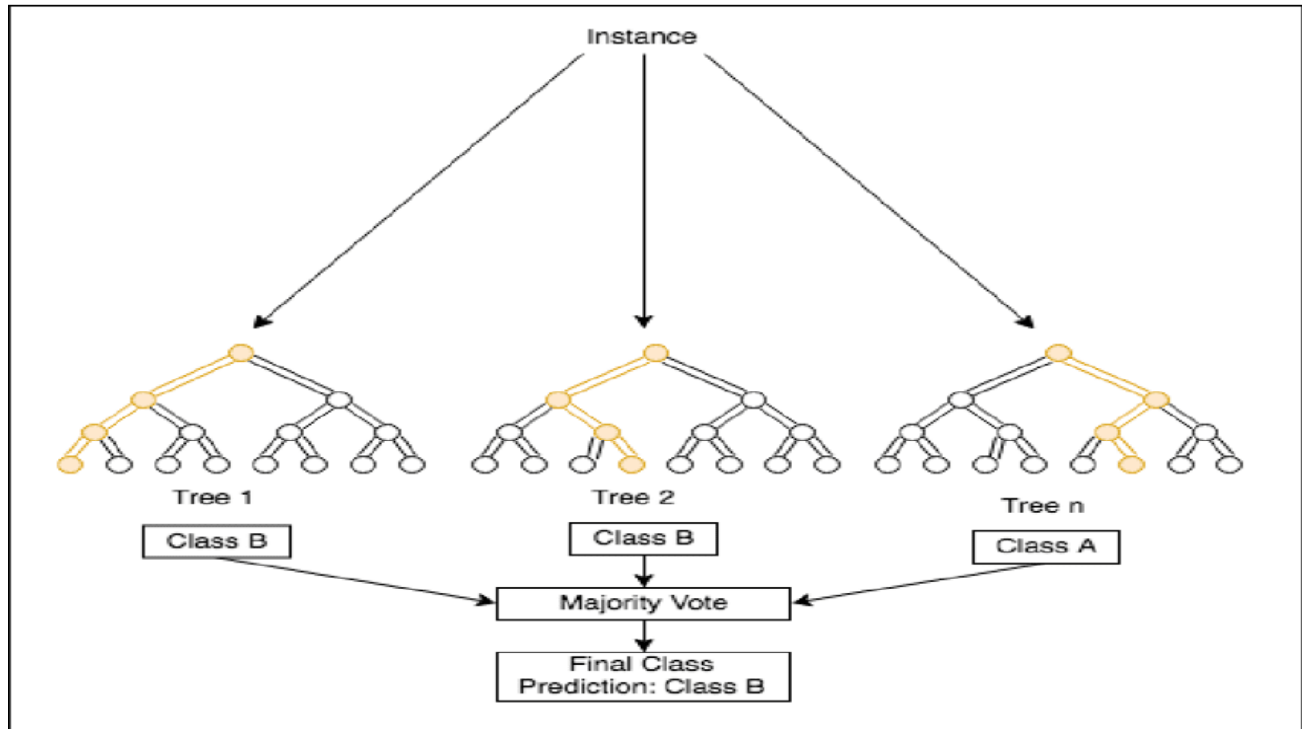 Instance
Tree 1
Tree 2
Tree n
Class B
Class B
Class A
Majority Vote
Final Class
Prediction: Class B